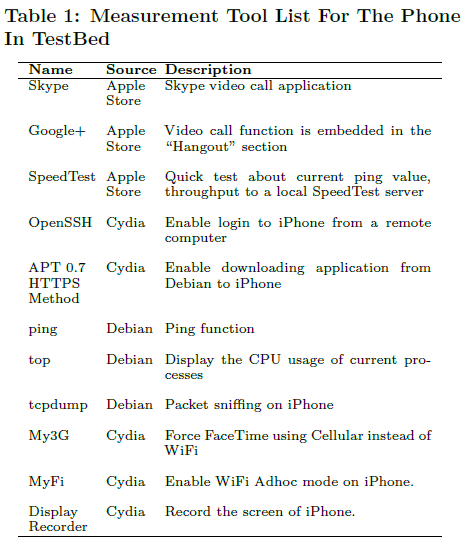 Table 1: Measurement Tool List For The Phone
In TestBed
Name Source Description
Skype Apple Skype video call application
Store
Google+ Apple Video call function is embedded in the
Store “Hangout” section
SpeedTest Apple Quick test about current ping value,
Store throughput to a local SpeedTest server
OpenSSH Cydia Enable login to iPhone from a remote
computer
APT 0.7 Cydia Enable downloading application from
HTTPS Debian to iPhone
Method
ping Debian Ping function
top Debian Display the CPU usage of current pro-
cesses
tcpdump Debian Packet sniffing on iPhone
My3G Cydia Force FaceTime using Cellular instead of
WiFi
MyFi Cydia Enable WiFi Adhoc mode on iPhone.
Display Cydia Record the screen of iPhone.
Recorder